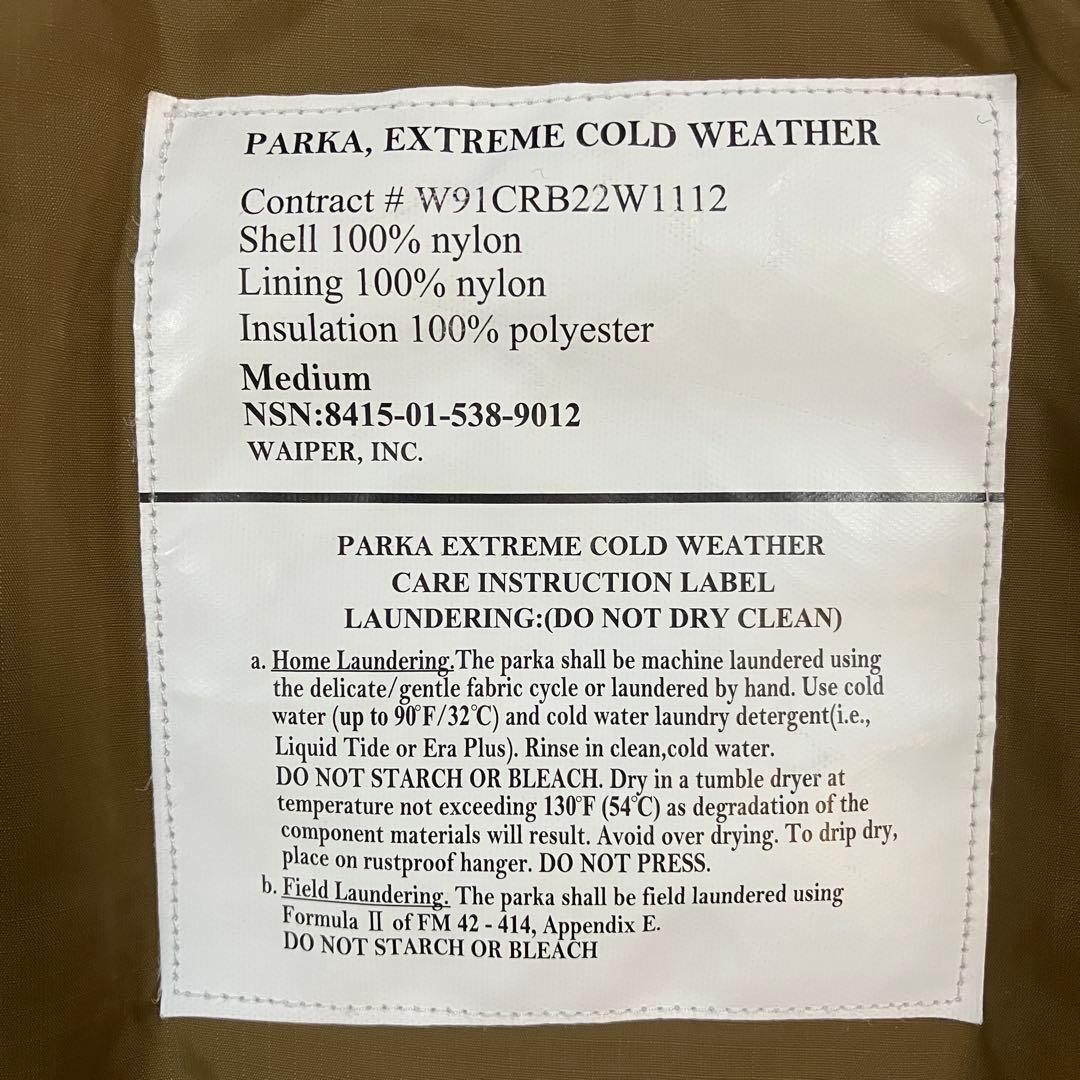 PARKA, EXTREME COLD WEATHER
Contract # W91CRB22W1112
Shell 100% nylon
Lining 100% nylon
Insulation 100% polyester
Medium
NSN:8415-01-538-9012
WAIPER, INC.
PARKA EXTREME COLD WEATHER
CARE INSTRUCTION LABEL
LAUNDERING:(DO NOT DRY CLEAN)
a. Home Laundering.The parka shall be machine laundered using
the delicate/gentle fabric cycle or laundered by hand. Use cold
water (up to 90°F/32℃) and cold water laundry detergent(i.e.,
Liquid Tide or Era Plus). Rinse in clean,cold water.
DO NOT STARCH OR BLEACH. Dry in a tumble dryer at
temperature not exceeding 130°F (54℃) as degradation of the
component materials will result. Avoid over drying. To drip dry,
place on rustproof hanger. DO NOT PRESS.
b. Field Laundering. The parka shall be field laundered using
Formula Ⅱ of FM 42 - 414, Appendix E.
DO NOT STARCH OR BLEACH